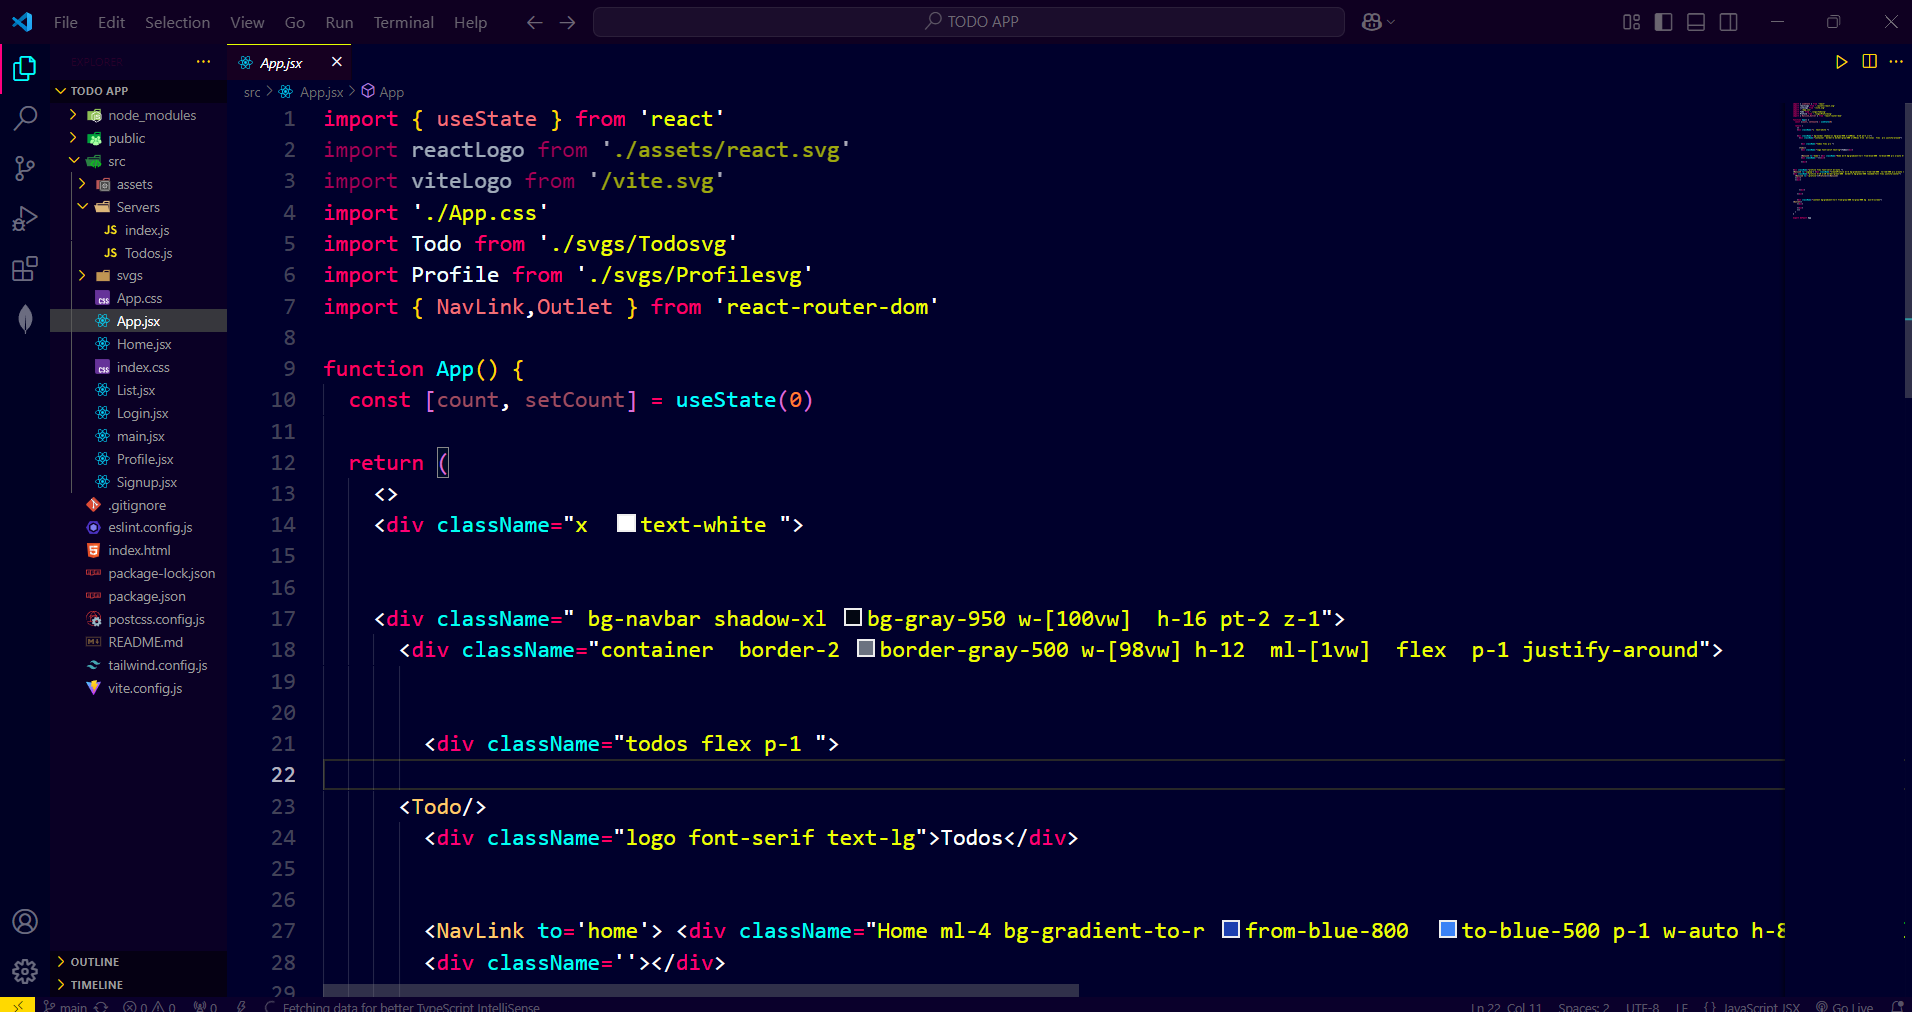 File Edit Selection View Go Run Terminal Help
TODO APP
App.jsx
src > App.jsx > App
EXPLORER
TODO APP
node_modules
public
src
assets
Servers
JS index.js
JS Todos.js
svgs
App.css
App.jsx
Home.jsx
index.css
List.jsx
Login.jsx
main.jsx
Profile.jsx
Signup.jsx
.gitignore
eslint.config.js
index.html
package-lock.json
package.json
postcss.config.js
README.md
tailwind.config.js
vite.config.js
OUTLINE
TIMELINE
1 import { useState } from 'react'
2 import reactLogo from './assets/react.svg'
3 import viteLogo from '/vite.svg'
4 import './App.css'
5 import Todo from './svgs/Todosvg'
6 import Profile from './svgs/Profilesvg'
7 import { NavLink,Outlet } from 'react-router-dom'
8
9 function App() {
10 const [count, setCount] = useState(0)
11
12 return (
13 <>
14 <div className="x text-white ">
15
16
17 <div className=" bg-navbar shadow-xl bg-gray-950 w-[100vw] h-16 pt-2 z-1">
18 <div className="container border-2 border-gray-500 w-[98vw] h-12 ml-[1vw] flex p-1 justify-around">
19
20
21 <div className="todos flex p-1 ">
22
23 <Todo/>
24 <div className="logo font-serif text-lg">Todos</div>
25
26
27 <NavLink to='home'> <div className="Home ml-4 bg-gradient-to-r from-blue-800 to-blue-500 p-1 w-auto h-8
28 <div className=''></div>
29
main 0 0 0 Fetching data for better TypeScript IntelliSense
Ln 22, Col 11 Spaces: 2 UTF-8 LF {} JavaScript JSX Go Live